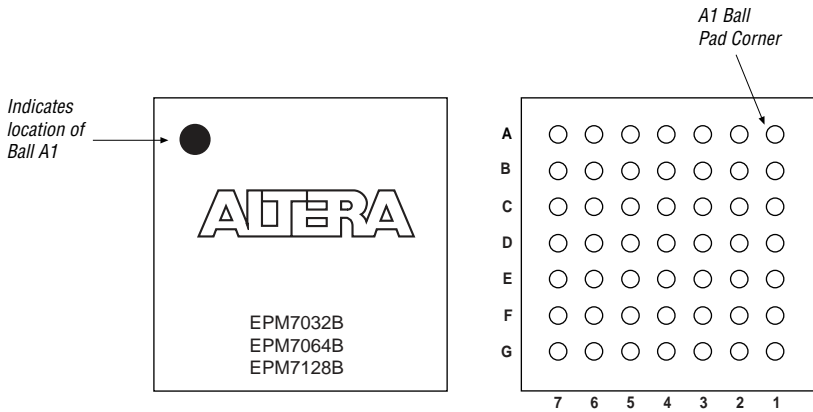 Indicates
location of
Ball A1
ALTERA
EPM7032B
EPM7064B
EPM7128B
A1 Ball
Pad Corner
A
B
C
D
E
F
G
7 6 5 4 3 2 1